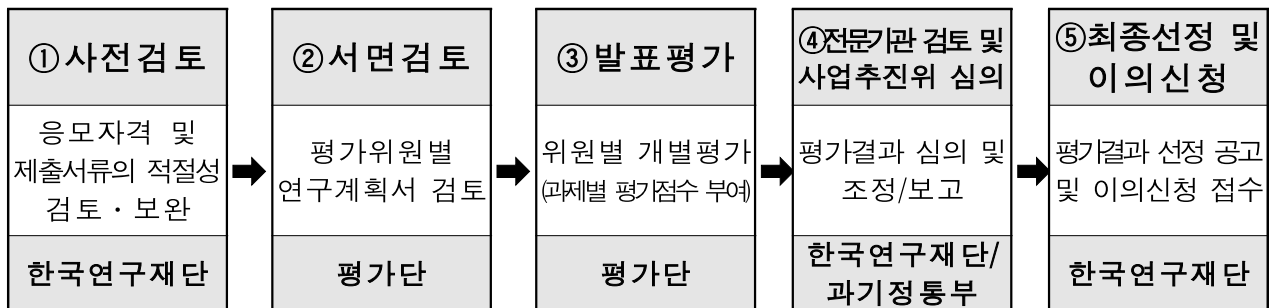 ①사전검토
응모자격 및
제출서류의 적절성
검토·보완
한국연구재단
②서면검토
평가위원별
연구계획서 검토
평가단
③발표평가
위원별 개별평가
(과제별 평가점수 부여)
평가단
④전문기관 검토 및
사업추진위 심의
평가결과 심의 및
조정/보고
한국연구재단/
과기정통부
⑤최종선정 및
이의신청
평가결과 선정 공고
및 이의신청 접수
한국연구재단